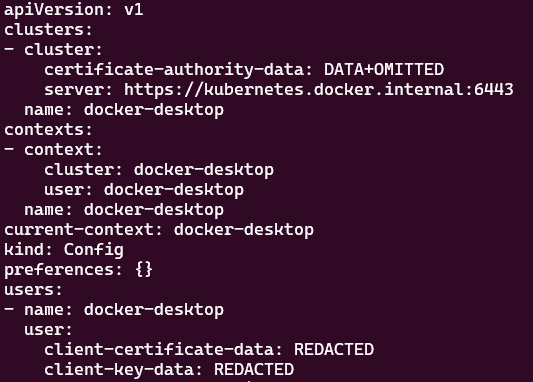 apiVersion: v1
clusters:
- cluster:
    certificate-authority-data: DATA+OMITTED
    server: https://kubernetes.docker.internal:6443
  name: docker-desktop
contexts:
- context:
    cluster: docker-desktop
    user: docker-desktop
  name: docker-desktop
current-context: docker-desktop
kind: Config
preferences: {}
users:
- name: docker-desktop
  user:
    client-certificate-data: REDACTED
    client-key-data: REDACTED